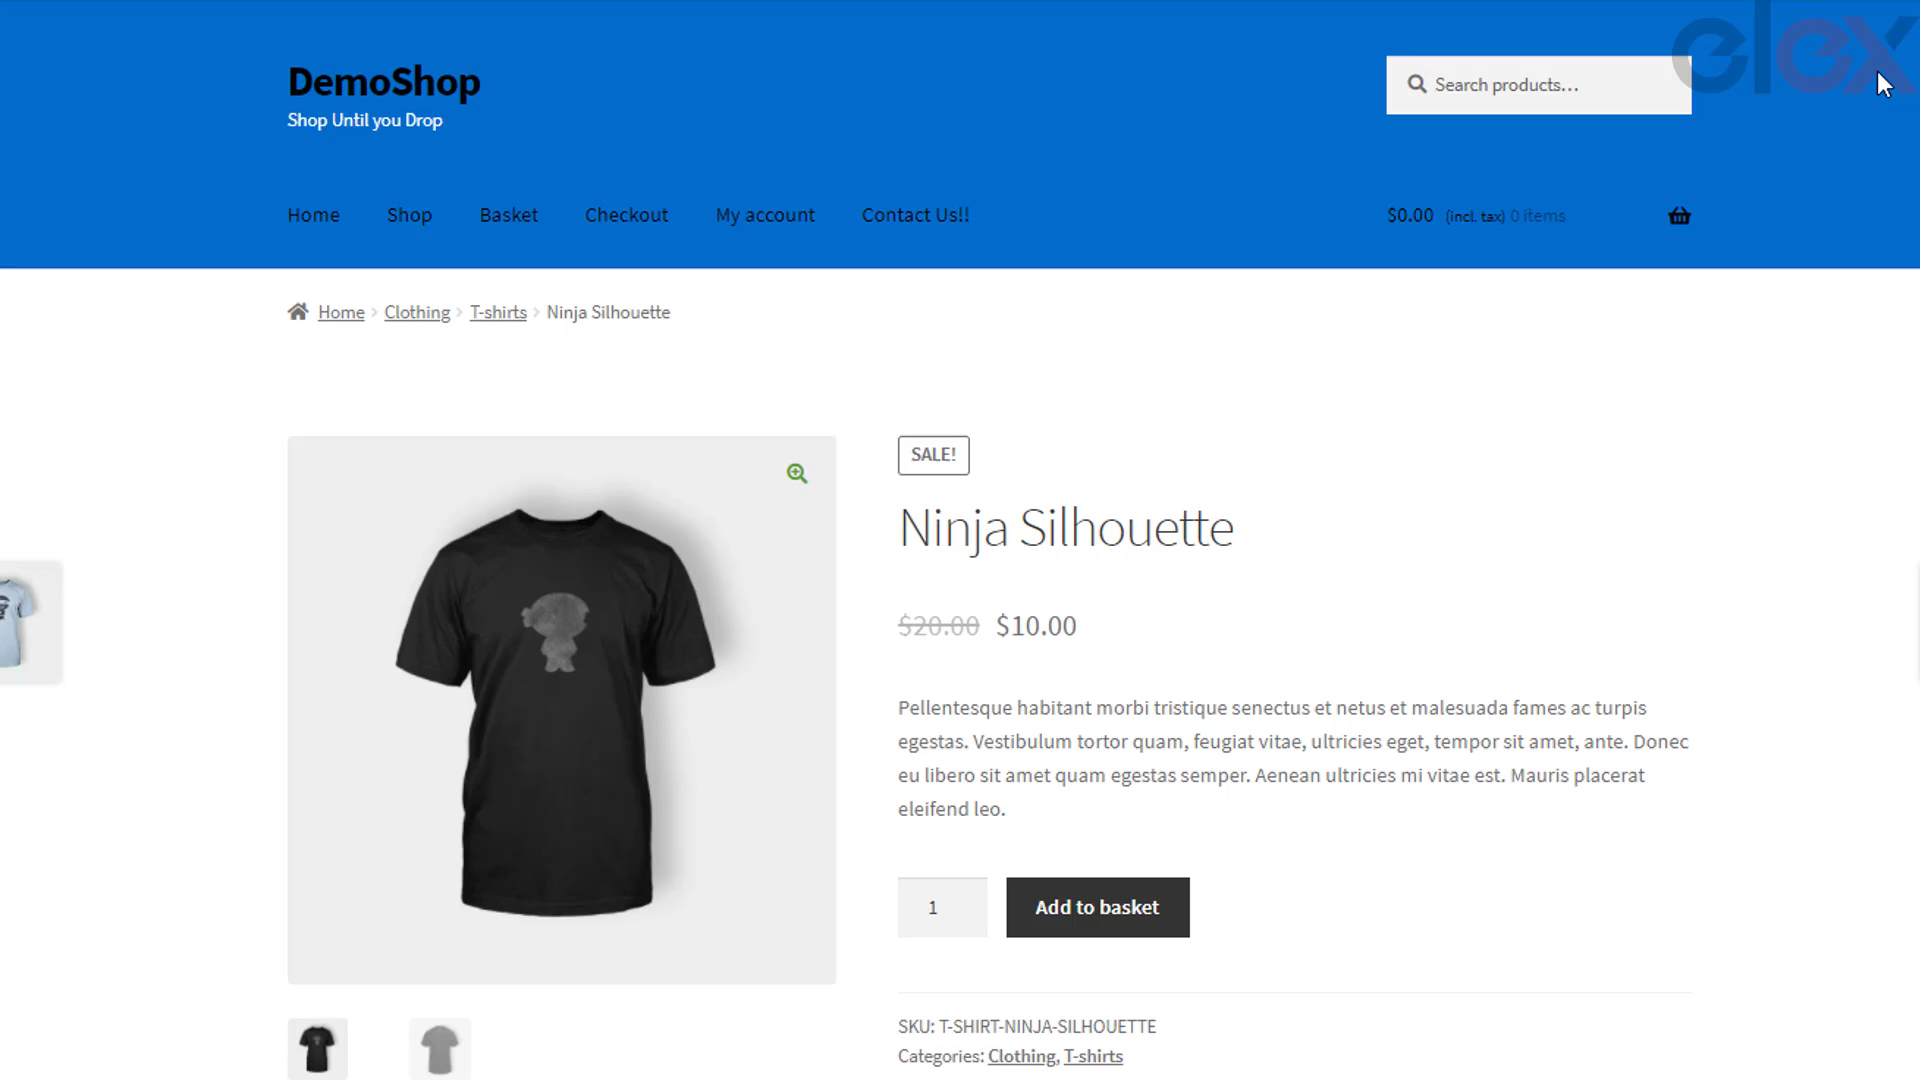 elex
DemoShop
Shop Until you Drop
Search products...
Home Shop Basket Checkout My account Contact Us!!
$0.00 (incl. tax) 0 items
Home Clothing T-shirts Ninja Silhouette
SALE!
Ninja Silhouette
$20.00 $10.00
Pellentesque habitant morbi tristique senectus et netus et malesuada fames ac turpis
egestas. Vestibulum tortor quam, feugiat vitae, ultricies eget, tempor sit amet, ante. Donec
eu libero sit amet quam egestas semper. Aenean ultricies mi vitae est. Mauris placerat
eleifend leo.
1
Add to basket
SKU: T-SHIRT-NINJA-SILHOUETTE
Categories: Clothing, T-shirts